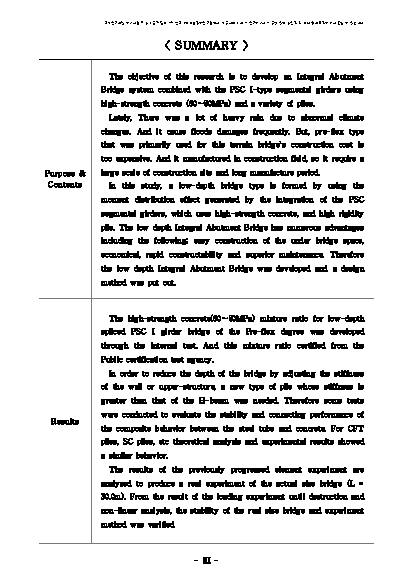 〈 SUMMARY 〉
The objective of this research is to develop an Integral Abutment
Bridge system combined with the PSC I-type segmental girders using
high-strength concrete (60~80MPa) and a variety of piles.
Lately, There was a lot of heavy rain due to abnormal climate
changes. And it cause floods damages frequently. But, pre-flex type
that was primarily used for this terrain bridge's construction cost is
too expensive. And it manufactured in construction field, so it require a
Purpose &
Contents
large scale of construction site and long manufacture period.
In this study, a low-depth bridge type is formed by using the
moment distribution effect generated by the integration of the PSC
segmental girders, which uses high-strength concrete, and high rigidity
pile. The low depth Integral Abutment Bridge has numerous advantages
including the following: easy construction of the under bridge space,
economical, rapid constructability and superior maintenance. Therefore
the low depth Integral Abutment Bridge was developed and a design
method was put out.
The high-strength concrete(60~80MPa) mixture ratio for low-depth
spliced PSC I girder bridge of the Pre-flex degree was developed
through the internal test. And this mixture ratio certified from the
Public certification test agency.
In order to reduce the depth of the bridge by adjusting the stiffness
of the wall or upper-structure, a new type of pile whose stiffness is
greater than that of the H-beam was needed. Therefore some tests
were conducted to evaluate the stability and connecting performance of
Results
the composite behavior between the steel tube and concrete. For CFT
piles, SC piles, etc theoretical analysis and experimental results showed
a similar behavior.
The results of the previously progressed element experiment are
analyzed to produce a real experiment of the actual size bridge (L =
30.0m). From the result of the loading experiment until destruction and
non-linear analysis, the stability of the real size bridge and experiment
method was verified
- III -